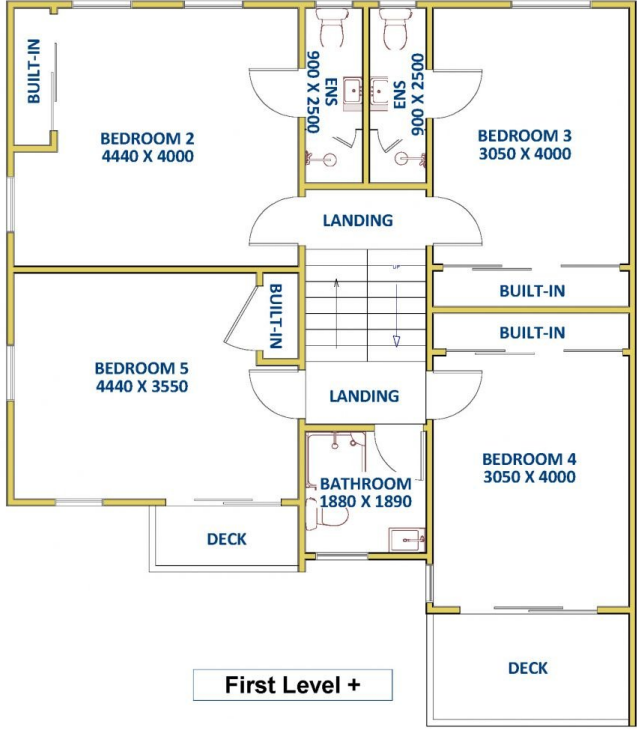 BUILT-IN
BEDROOM 2
4440 X 4000
ENS
900 X 2500
ENS
900 X 2500
BEDROOM 3
3050 X 4000
LANDING
BUILT-IN
BUILT-IN
BUILT-IN
BEDROOM 5
4440 X 3550
LANDING
BEDROOM 4
3050 X 4000
BATHROOM
1880 X 1890
DECK
DECK
First Level +